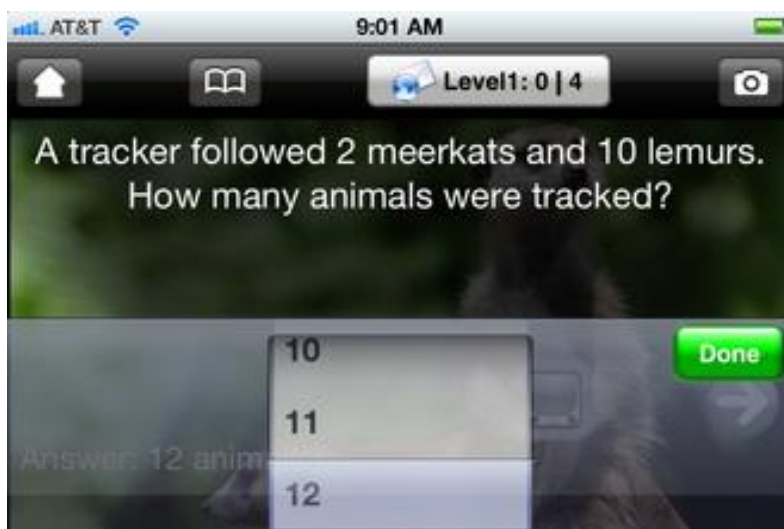 AT&T 9:01 AM
Level1: 0 | 4
A tracker followed 2 meerkats and 10 lemurs.
How many animals were tracked?
10
Done
11
Answer: 12 anim
12